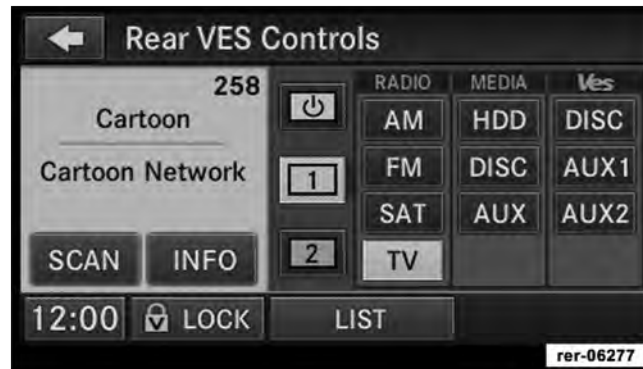 Rear VES Controls
258
Cartoon
Cartoon Network
SCAN INFO
1
2
RADIO MEDIA Ves
AM HDD DISC
FM DISC AUX1
SAT AUX AUX2
TV
12:00 LOCK LIST
rer-06277